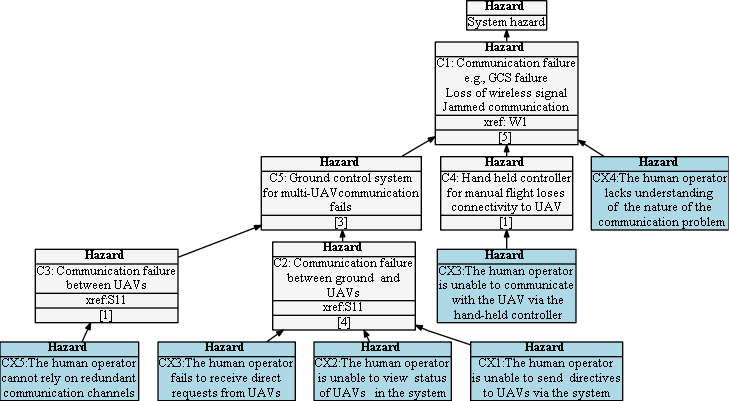 Hazard
System hazard
Hazard
C1: Communication failure
e.g., GCS failure
Loss of wireless signal
Jammed communication
xref: W1
[5]
Hazard
C5: Ground control system
for multi-UAV communication
fails
[3]
Hazard
C4: Hand held controller
for manual flight loses
connectivity to UAV
[1]
Hazard
CX4:The human operator
lacks understanding
of the nature of the
communication problem
Hazard
C3: Communication failure
between UAVs
xref:S11
[1]
Hazard
C2: Communication failure
between ground and
UAVs
xref:S11
[4]
Hazard
CX3:The human operator
is unable to communicate
with the UAV via the
hand-held controller
Hazard
CX5:The human operator
cannot rely on redundant
communication channels
Hazard
CX3:The human operator
fails to receive direct
requests from UAVs
Hazard
CX2:The human operator
is unable to view status
of UAVs in the system
Hazard
CX1:The human operator
is unable to send directives
to UAVs via the system